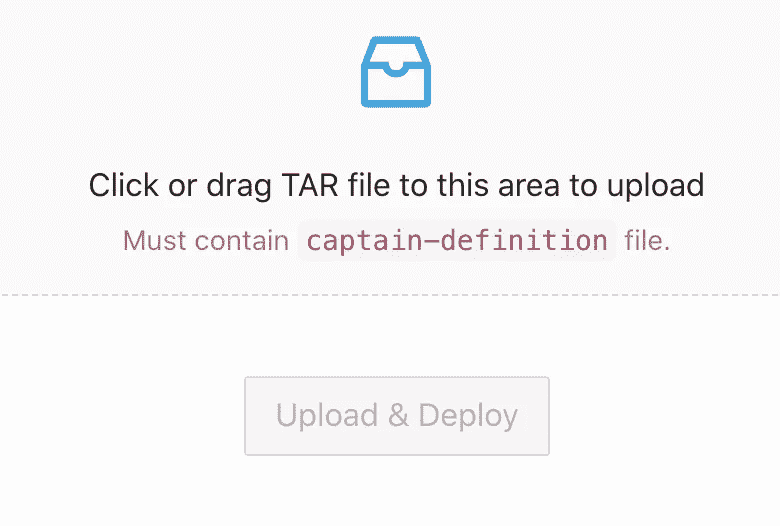 Click or drag TAR file to this area to upload
Must contain captain-definition file.
Upload & Deploy